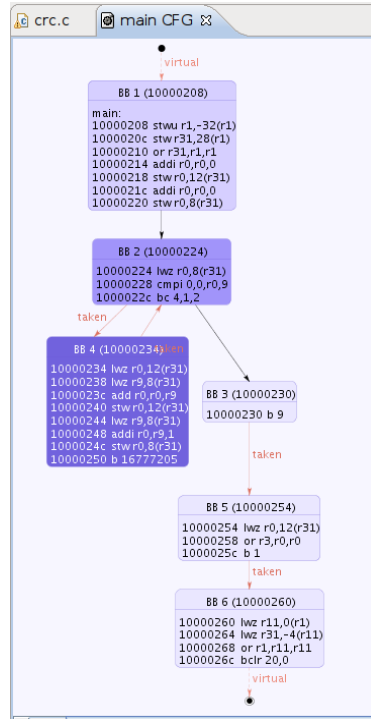 crc.c
main CFG
virtual
BB 1 (10000208)
main:
10000208 stwu r1,-32(r1)
1000020c stw r31,28(r1)
10000210 or r31,r1,r1
10000214 addi r0,r0,0
10000218 stw r0,12(r31)
1000021c addi r0,r0,0
10000220 stw r0,8(r31)
BB 2 (10000224)
10000224 lwz r0,8(r31)
10000228 cmpi 0,0,r0,9
1000022c bc 4,1,2
taken
BB 4 (10000234)
taken
10000234 lwz r0,12(r31)
10000238 lwz r9,8(r31)
1000023c add r0,r0,r9
10000240 stw r0,12(r31)
10000244 lwz r9,8(r31)
10000248 addi r0,r9,1
1000024c stw r0,8(r31)
10000250 b 16777205
BB 3 (10000230)
10000230 b 9
taken
BB 5 (10000254)
10000254 lwz r0,12(r31)
10000258 or r3,r0,r0
1000025c b 1
taken
BB 6 (10000260)
10000260 lwz r11,0(r1)
10000264 lwz r31,-4(r11)
10000268 or r1,r11,r11
1000026c bclr 20,0
virtual